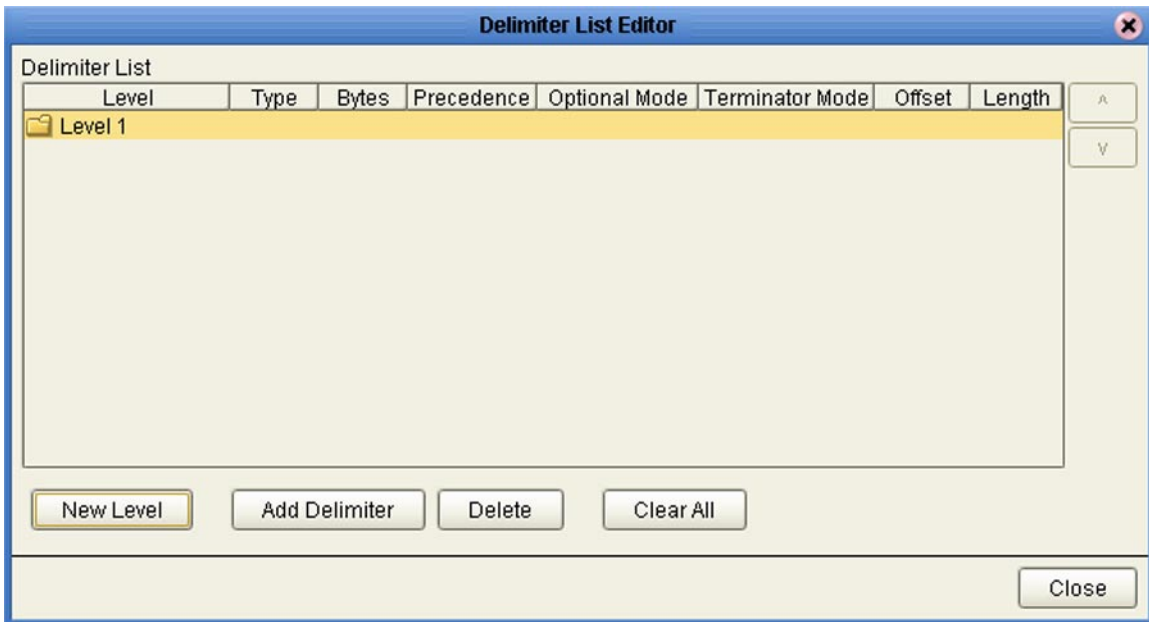 Delimiter List Editor
Delimiter List
Level Type Bytes Precedence Optional Mode Terminator Mode Offset Length
Level 1
New Level Add Delimiter Delete Clear All
Close